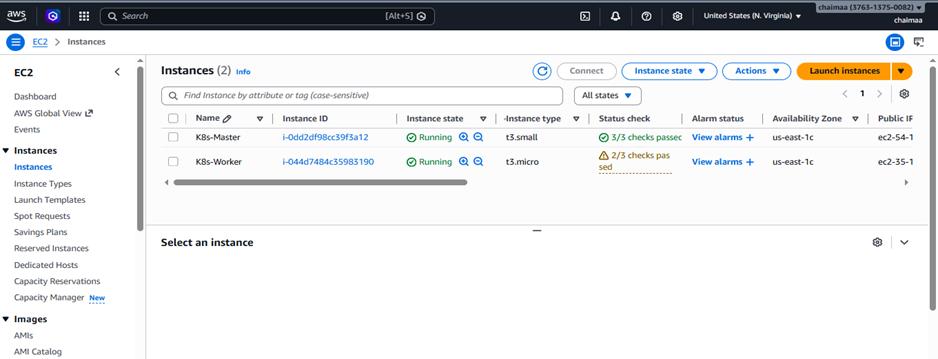 aws
Search
[Alt+S]
United States (N. Virginia)
chaimaa (3763-1375-0082)
chaimaa
EC2 > Instances
EC2
Dashboard
AWS Global View
Events
Instances
Instances
Instance Types
Launch Templates
Spot Requests
Savings Plans
Reserved Instances
Dedicated Hosts
Capacity Reservations
Capacity Manager New
Images
AMIs
AMI Catalog
Instances (2) Info
Connect
Instance state
Actions
Launch instances
Find Instance by attribute or tag (case-sensitive)
All states
1
Name Instance ID Instance state Instance type Status check Alarm status Availability Zone Public IP
K8s-Master i-0dd2df98cc39f3a12 Running t3.small 3/3 checks passed View alarms + us-east-1c ec2-54-1
K8s-Worker i-044d7484c35983190 Running t3.micro 2/3 checks pas View alarms + us-east-1c ec2-35-1
sed
Select an instance